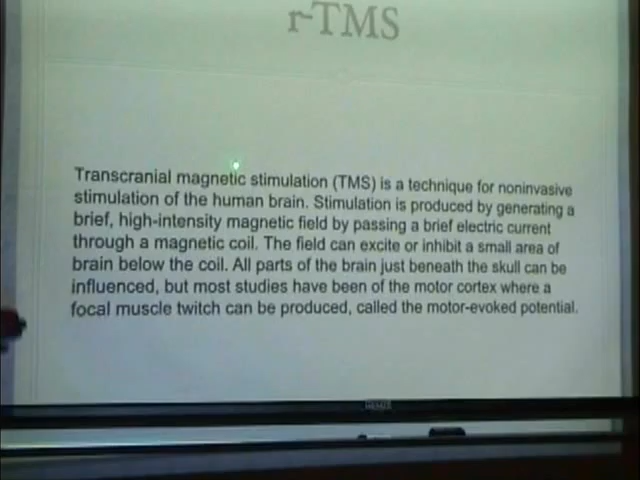 r-TMS
Transcranial magnetic stimulation (TMS) is a technique for noninvasive
stimulation of the human brain. Stimulation is produced by generating a
brief, high-intensity magnetic field by passing a brief electric current
through a magnetic coil. The field can excite or inhibit a small area of
brain below the coil. All parts of the brain just beneath the skull can be
influenced, but most studies have been of the motor cortex where a
focal muscle twitch can be produced, called the motor-evoked potential.